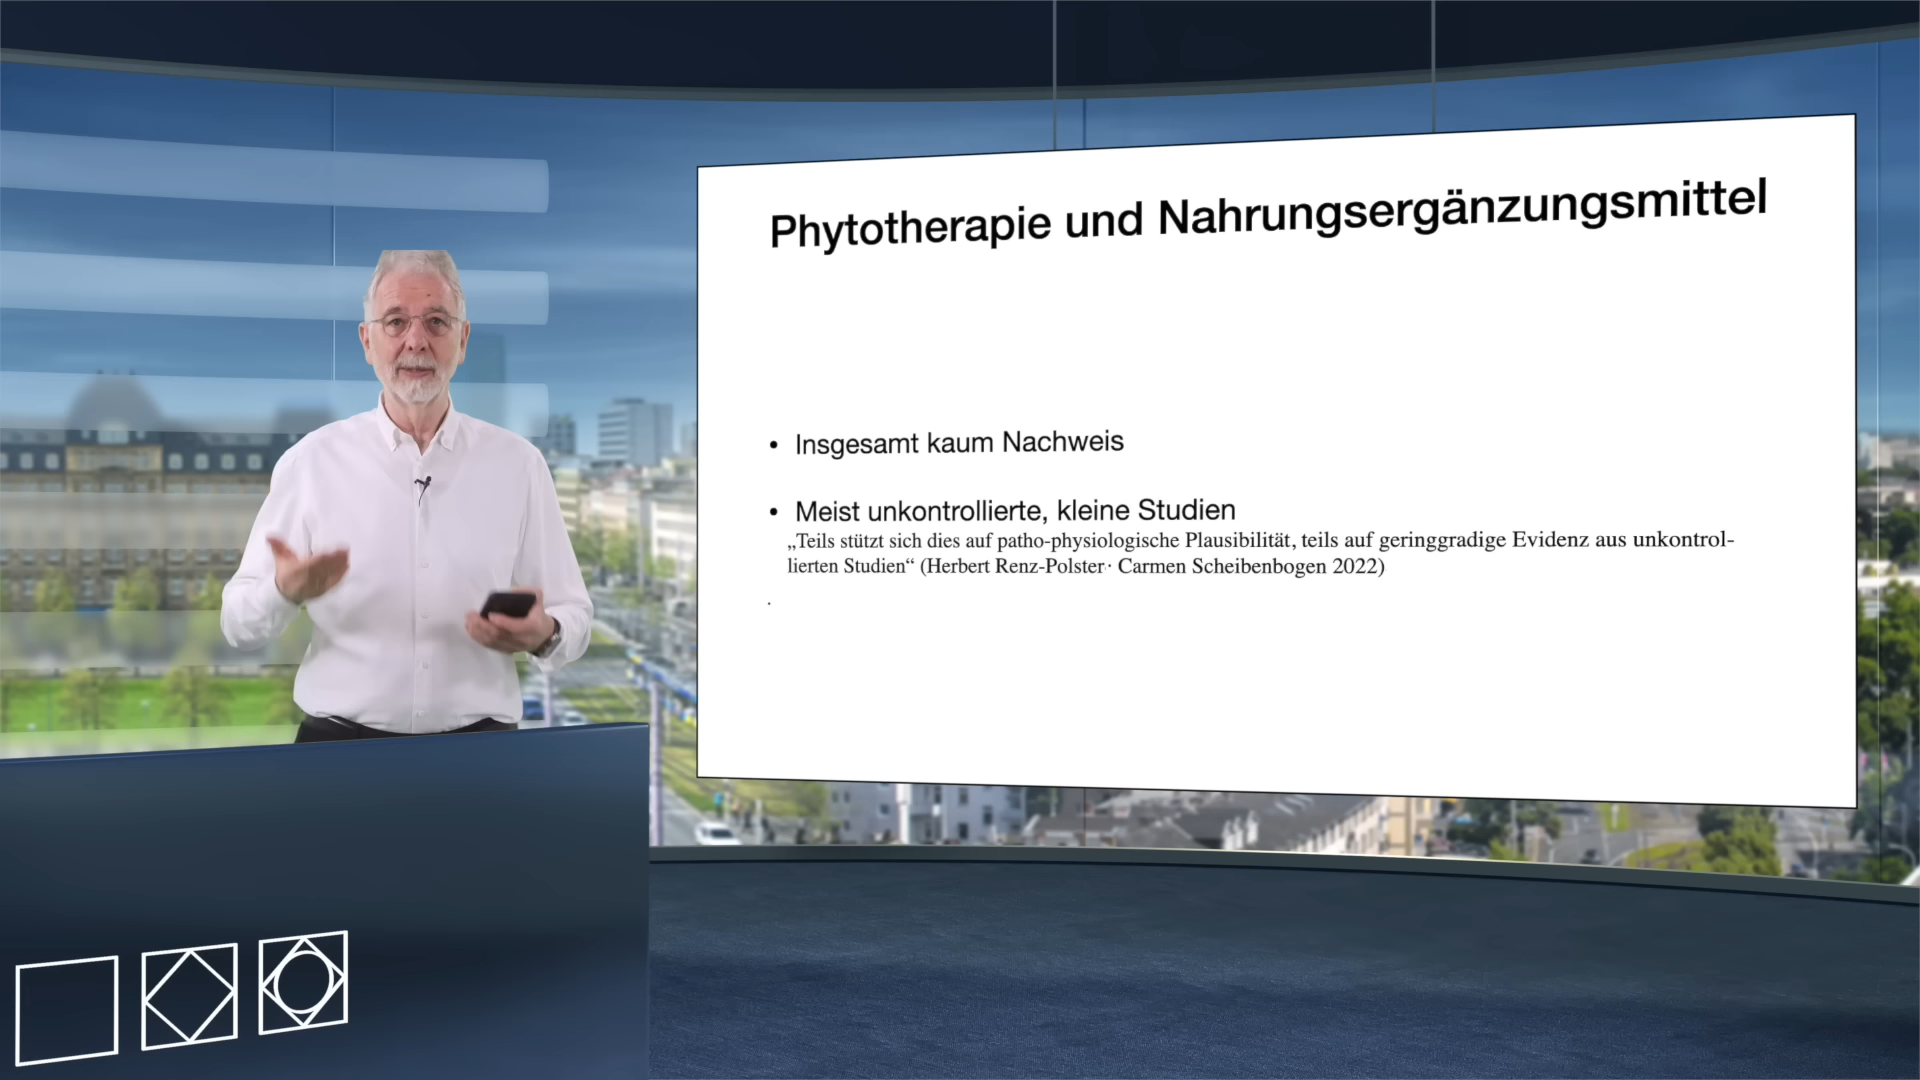 Phytotherapie und Nahrungsergänzungsmittel
• Insgesamt kaum Nachweis
• Meist unkontrollierte, kleine Studien
„Teils stützt sich dies auf patho-physiologische Plausibilität, teils auf geringgradige Evidenz aus unkontrol-
lierten Studien“ (Herbert Renz-Polster · Carmen Scheibenbogen 2022)
.